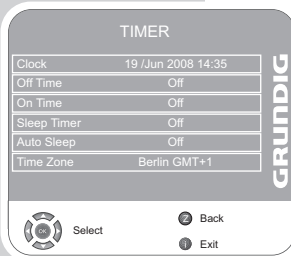 TIMER
Clock 19 /Jun 2008 14:35
Off Time Off
On Time Off
Sleep Timer Off
Auto Sleep Off
Time Zone Berlin GMT+1
GRUNDIG
OK Select
Z Back
i Exit